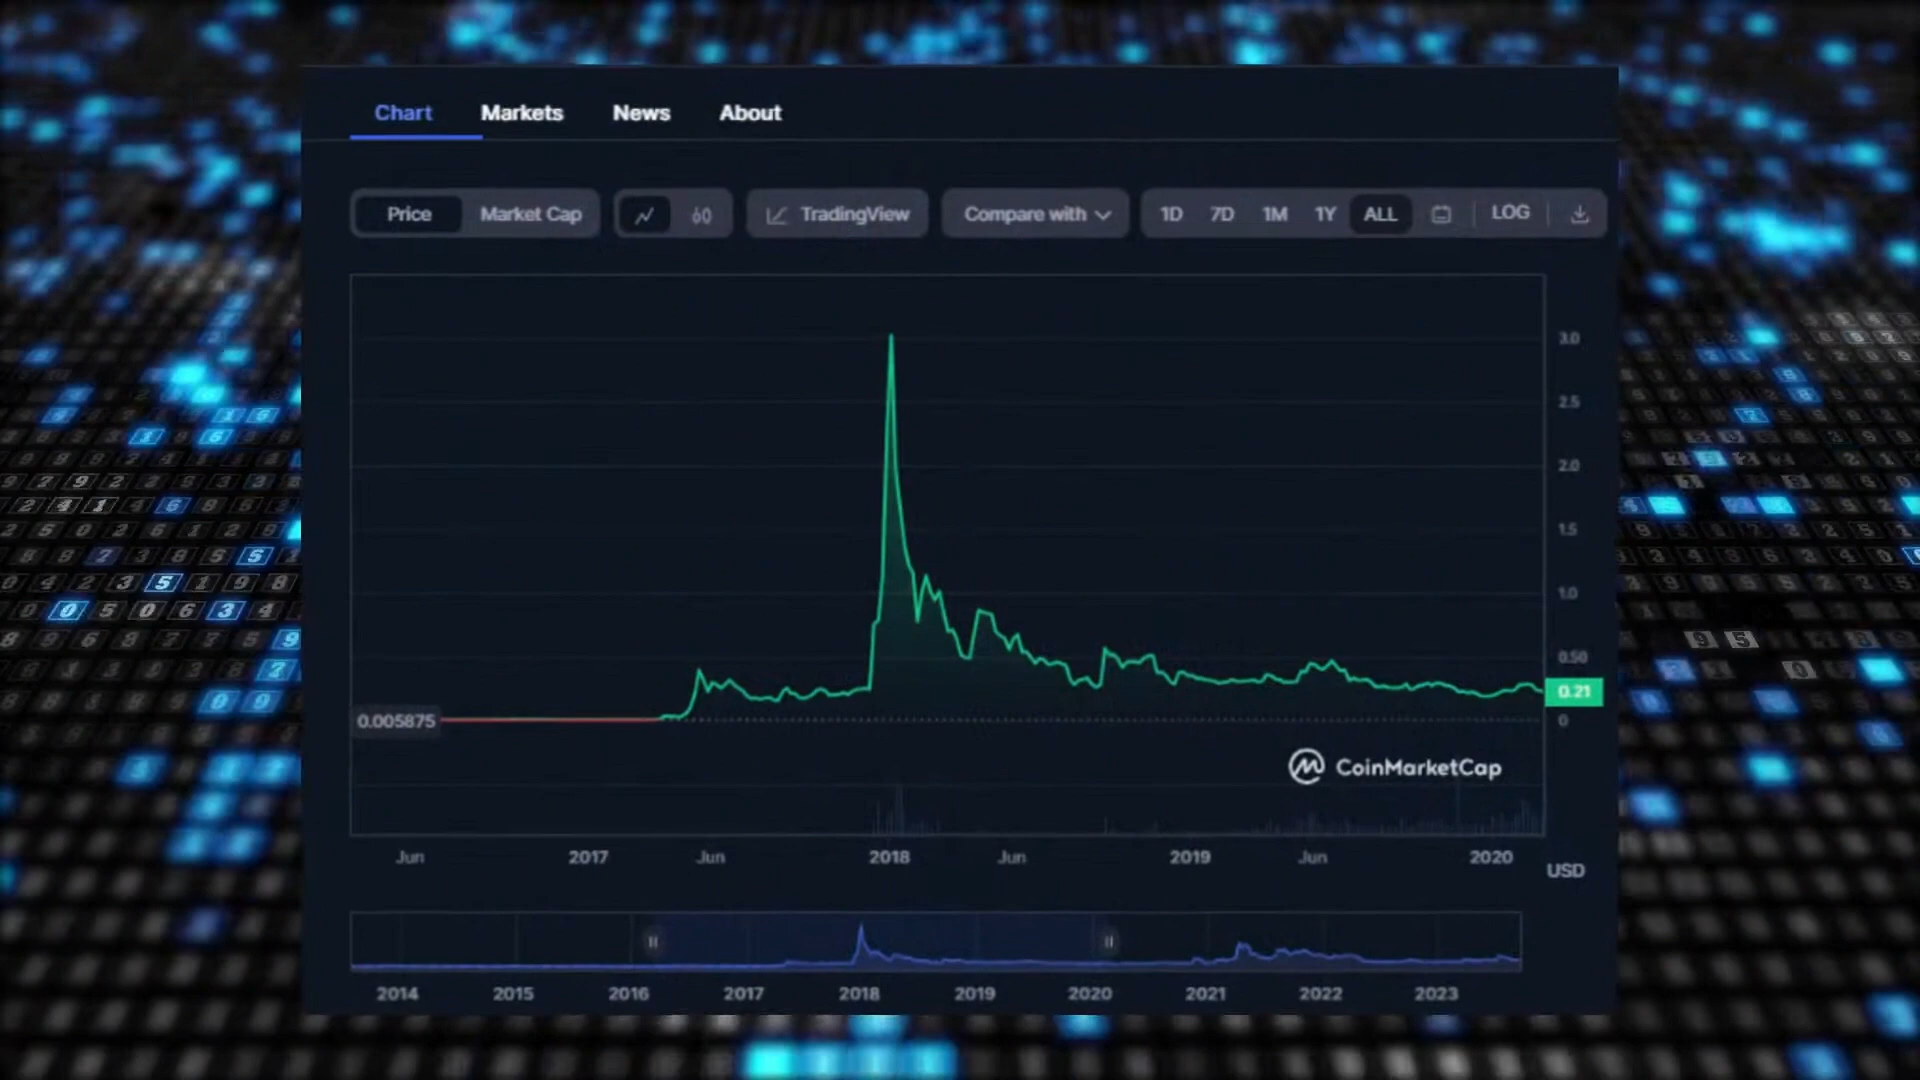 Chart Markets News About
Price Market Cap TradingView Compare with 1D 7D 1M 1Y ALL LOG
3.0
2.5
2.0
1.5
1.0
0.50
0.21
0.005875
0
CoinMarketCap
Jun 2017 Jun 2018 Jun 2019 Jun 2020
USD
2014 2015 2016 2017 2018 2019 2020 2021 2022 2023